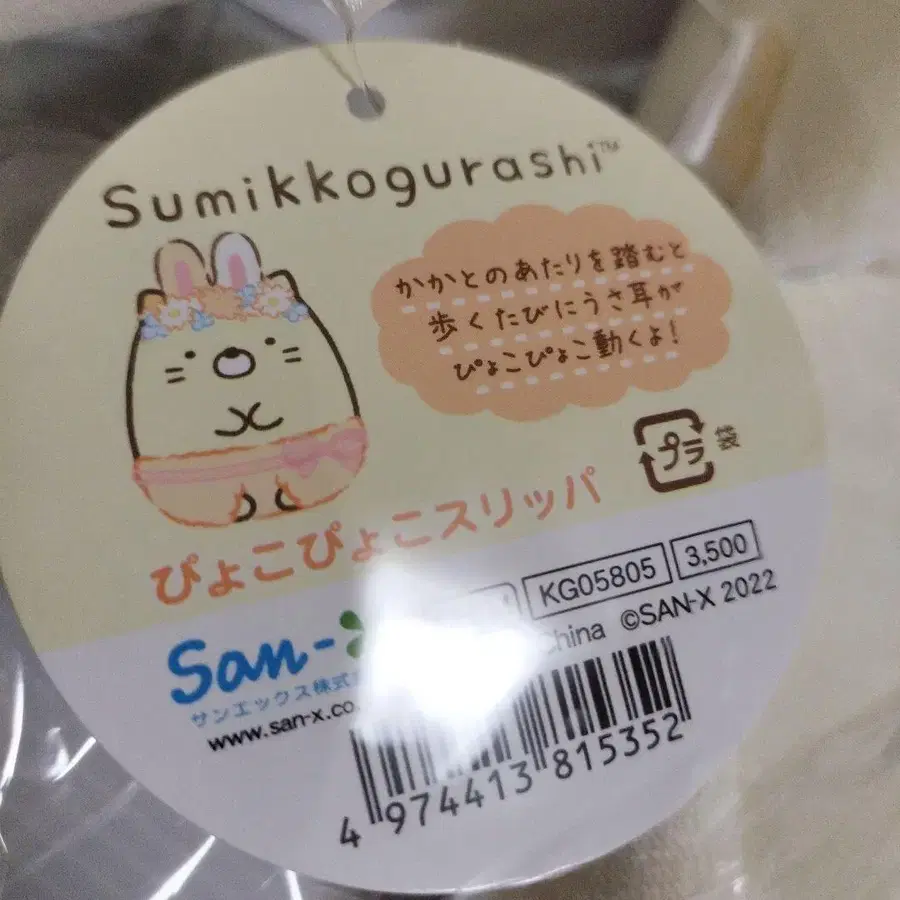 Sumikkogurashi™
かかとのあたりを踏むと
歩くたびにうさ耳が
ぴょこぴょこ動くよ!
プラ 袋
ぴょこぴょこスリッパ
KG05805 3,500
San-X
China ©SAN-X 2022
サンエックス株式
www.san-x.co.
4 974413 815352